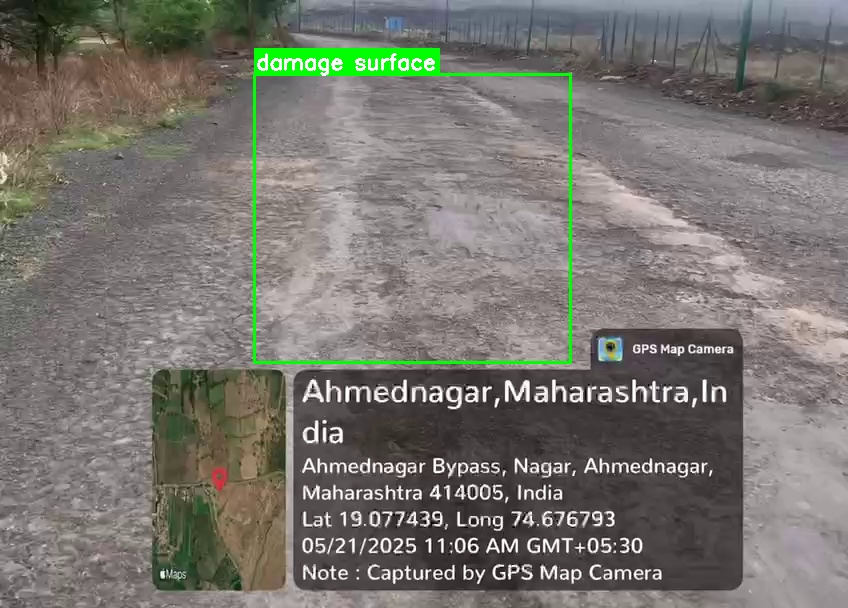 damage surface
GPS Map Camera
Ahmednagar,Maharashtra,In
dia
Ahmednagar Bypass, Nagar, Ahmednagar,
Maharashtra 414005, India
Lat 19.077439, Long 74.676793
05/21/2025 11:06 AM GMT+05:30
Note : Captured by GPS Map Camera
Maps